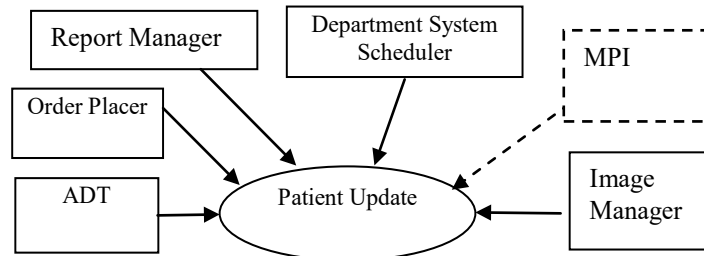 Report Manager
Department System
Scheduler
MPI
Order Placer
ADT
Patient Update
Image
Manager